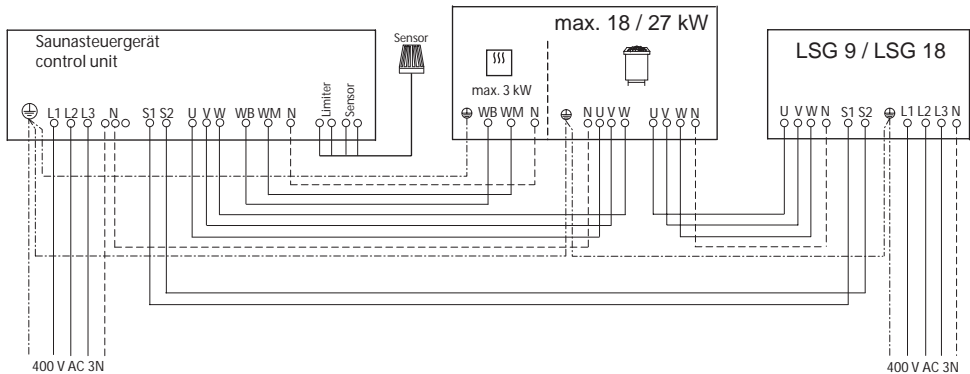 Saunasteuergerät
control unit
Sensor
max. 18 / 27 kW
max. 3 kW
LSG 9 / LSG 18
L1 L2 L3 N S1 S2 U V W WB WM N Limiter Sensor
WB WM N N U V W U V W N
U V W N S1 S2 L1 L2 L3 N
400 V AC 3N
400 V AC 3N